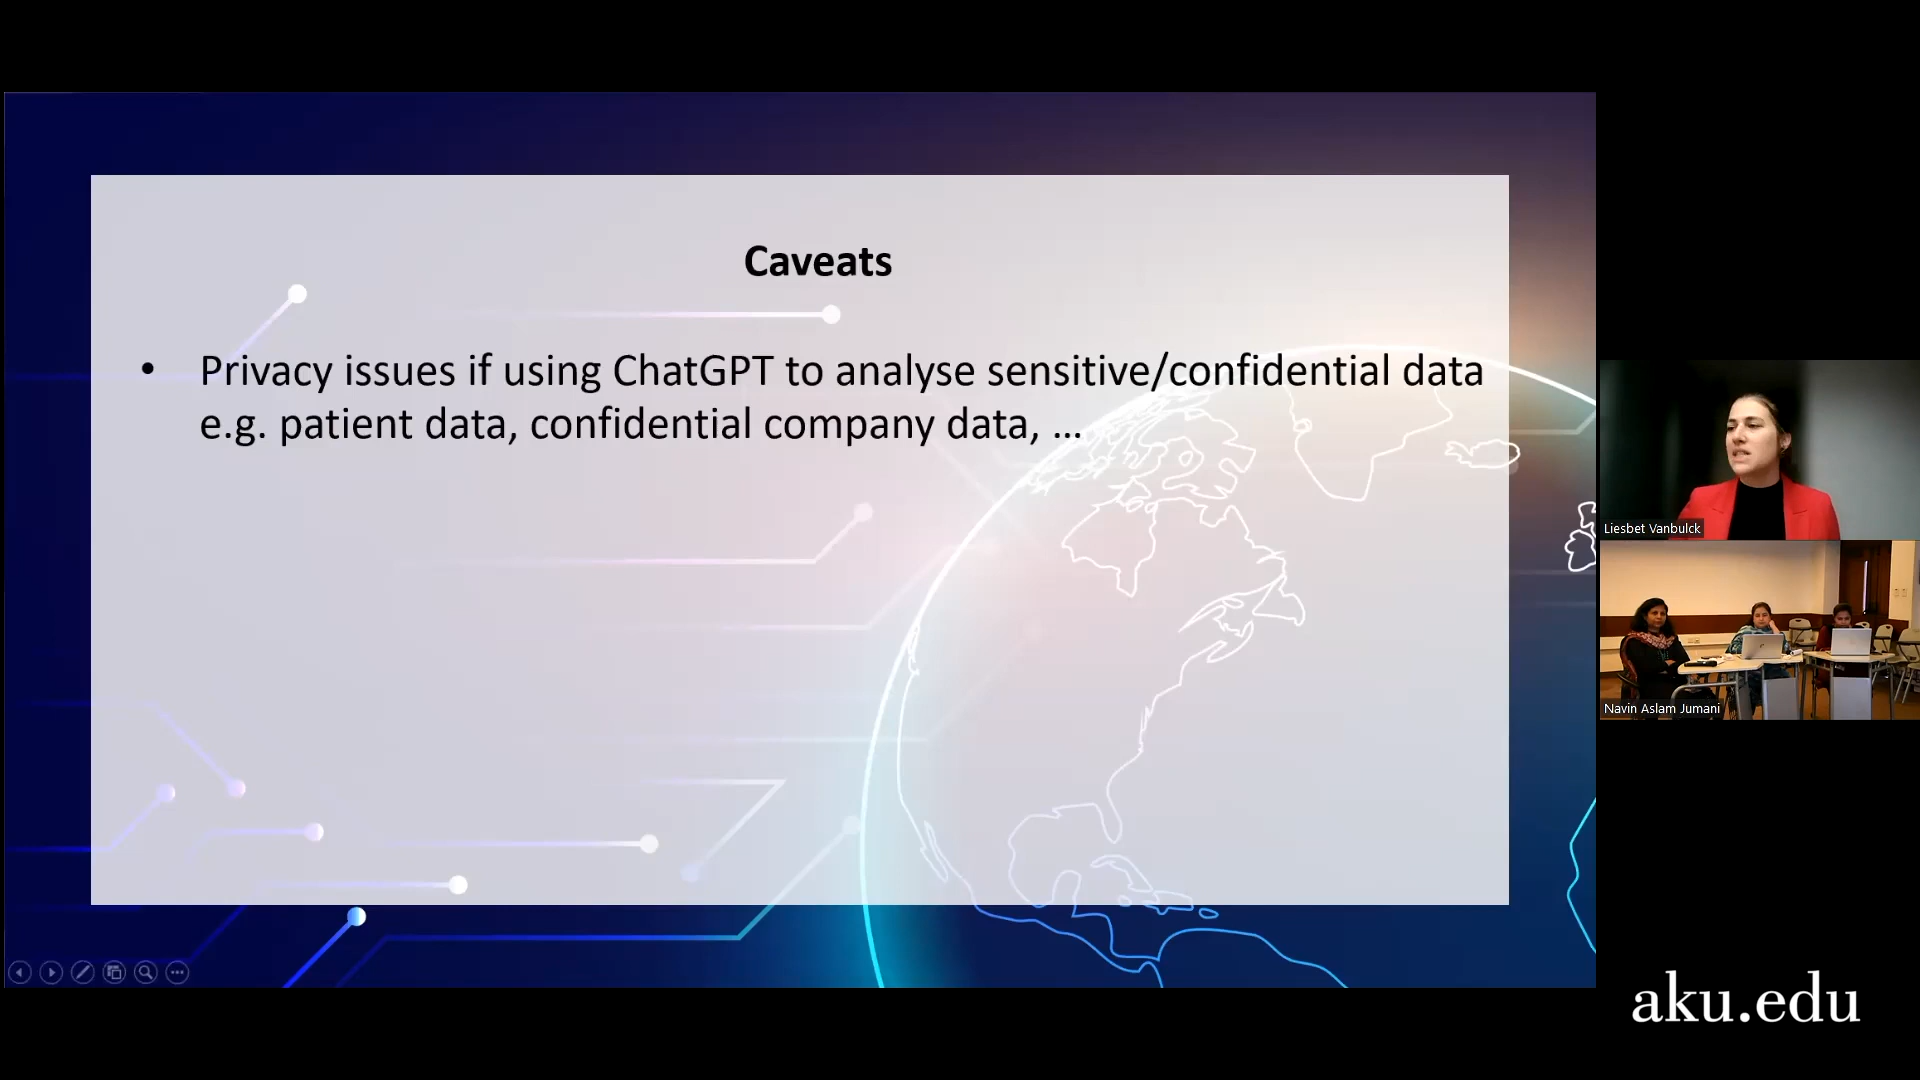 Caveats
• Privacy issues if using ChatGPT to analyse sensitive/confidential data
e.g. patient data, confidential company data, ...
Liesbet Vanbulck
Navin Aslam Jumani
aku.edu